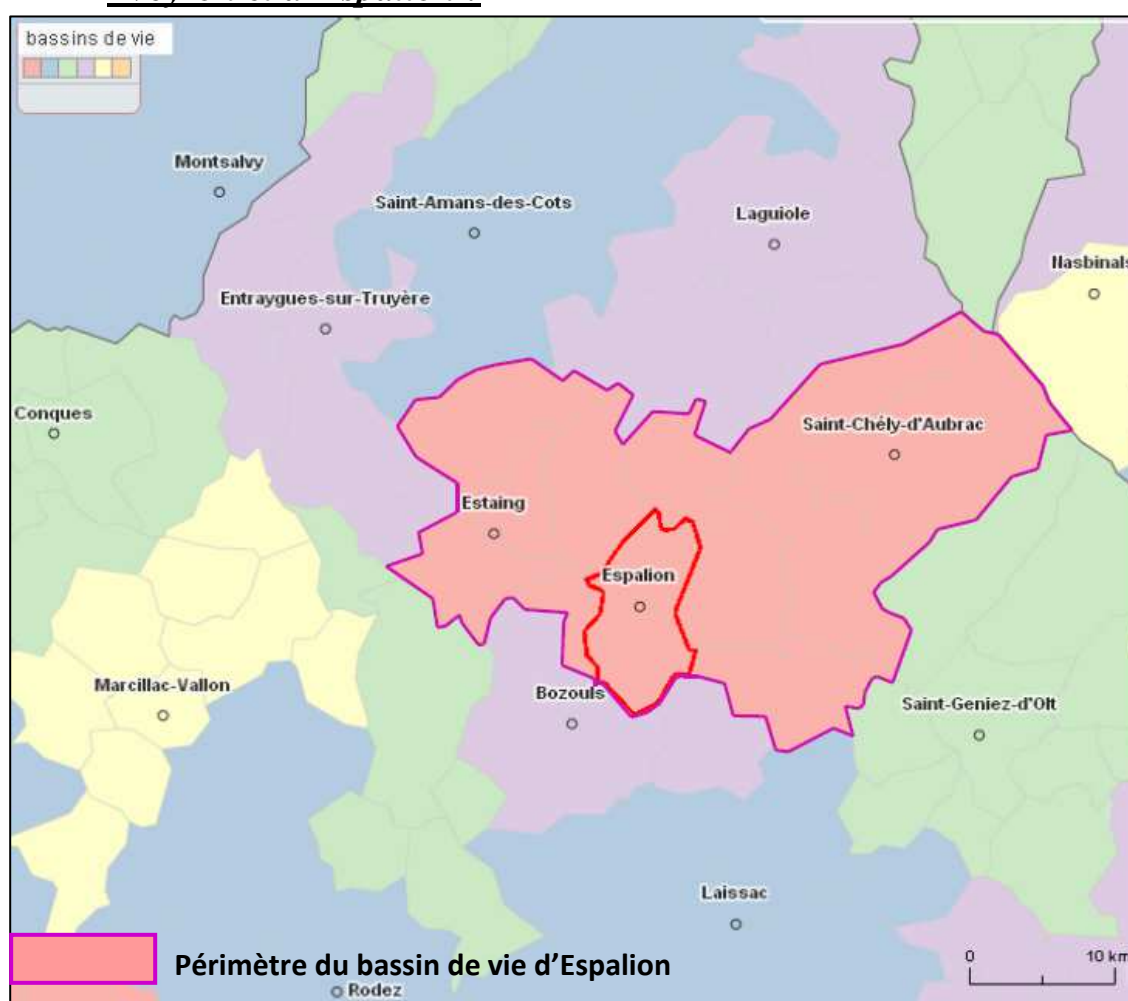 bassins de vie
Montsalvy
Saint-Amans-des-Cots
Laguiole
Nasbinals
Entraygues-sur-Truyère
Conques
Saint-Chély-d'Aubrac
Estaing
Espalion
Marcillac-Vallon
Bozouls
Saint-Geniez-d'Olt
Laissac
Périmètre du bassin de vie d'Espalion
0 10 km
Rodez